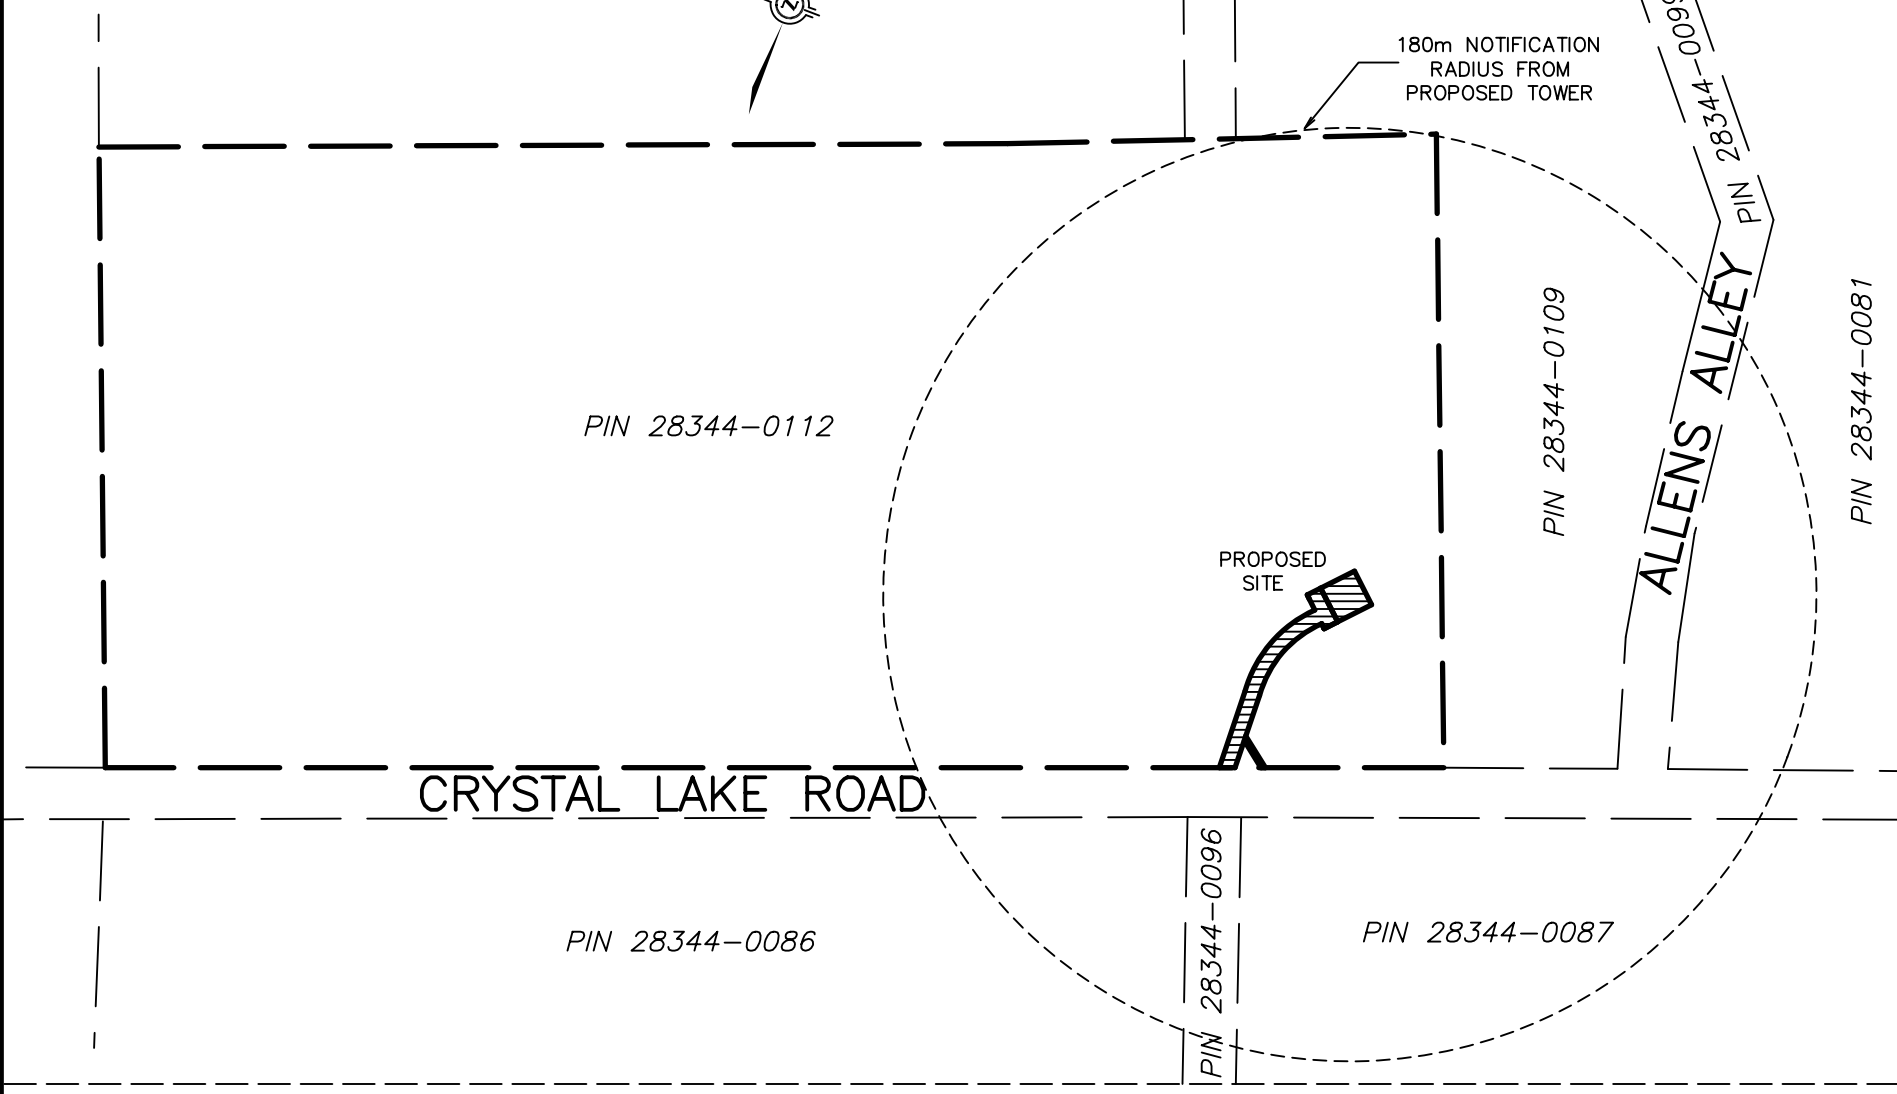 180m NOTIFICATION
RADIUS FROM
PROPOSED TOWER
N
PIN 28344-0112
PROPOSED
SITE
PIN 28344-0109
ALLENS ALLEY
PIN 28344-0081
CRYSTAL LAKE ROAD
PIN 28344-0086
PIN 28344-0096
PIN 28344-0087